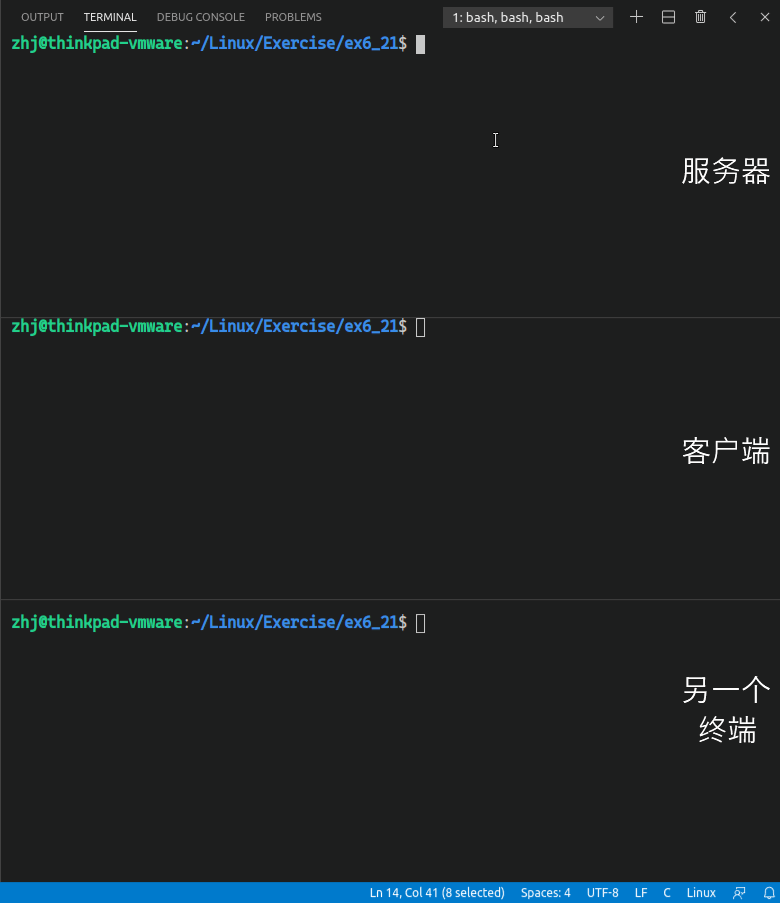 OUTPUT TERMINAL DEBUG CONSOLE PROBLEMS 1: bash, bash, bash
zhj@thinkpad-vmware:~/Linux/Exercise/ex6_21$
服务器
zhj@thinkpad-vmware:~/Linux/Exercise/ex6_21$
客户端
zhj@thinkpad-vmware:~/Linux/Exercise/ex6_21$
另一个
终端
Ln 14, Col 41 (8 selected) Spaces: 4 UTF-8 LF C Linux